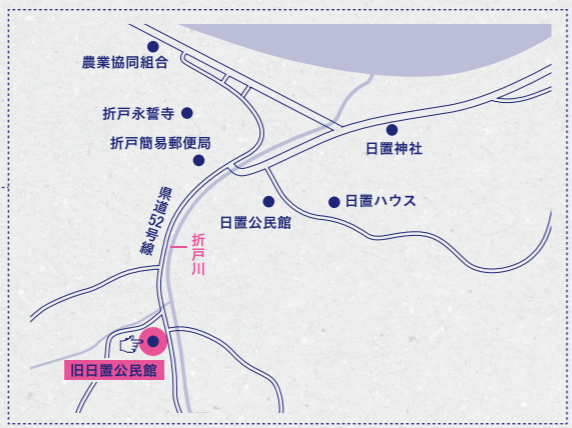 農業協同組合
折戸永誓寺
折戸簡易郵便局
日置神社
日置ハウス
日置公民館
県道52号線
折戸川
旧日置公民館